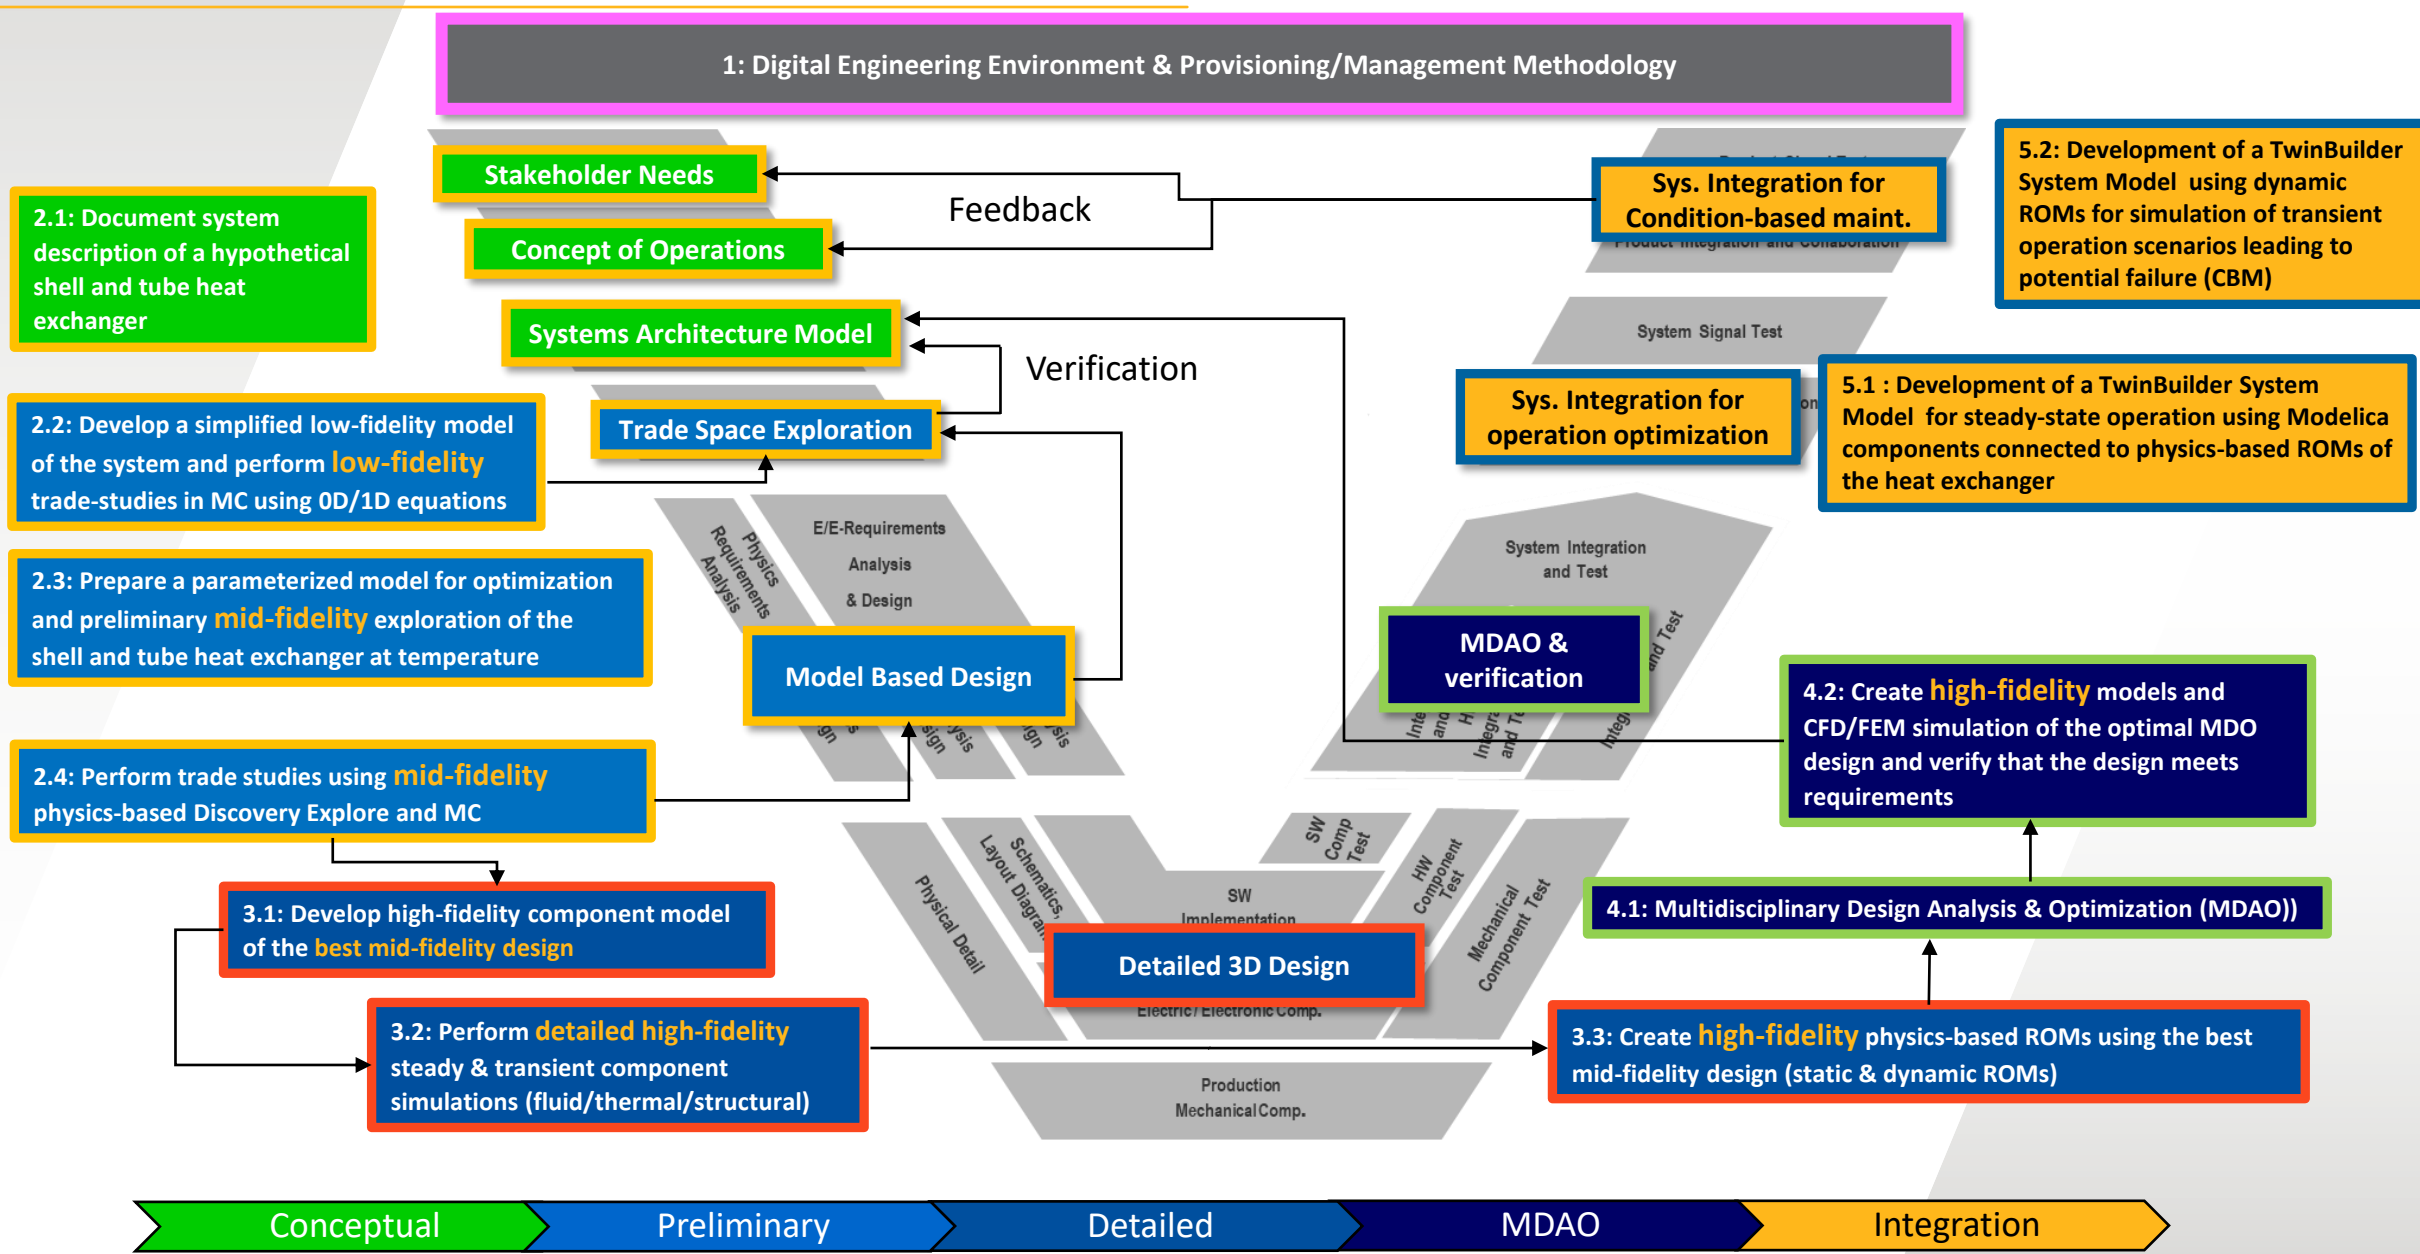 1: Digital Engineering Environment & Provisioning/Management Methodology
Stakeholder Needs
Concept of Operations
Systems Architecture Model
Trade Space Exploration
Feedback
Verification
2.1: Document system
description of a hypothetical
shell and tube heat
exchanger
2.2: Develop a simplified low-fidelity model
of the system and perform low-fidelity
trade-studies in MC using 0D/1D equations
2.3: Prepare a parameterized model for optimization
and preliminary mid-fidelity exploration of the
shell and tube heat exchanger at temperature
2.4: Perform trade studies using mid-fidelity
physics-based Discovery Explore and MC
3.1: Develop high-fidelity component model
of the best mid-fidelity design
3.2: Perform detailed high-fidelity
steady & transient component
simulations (fluid/thermal/structural)
Physics
Requirements
Analysis
E/E-Requirements
Analysis
& Design
Model Based Design
Physical Detail
Schematics,
Layout Diagram
SW
Implementation
Detailed 3D Design
Electric / Electronic Comp.
Production
Mechanical Comp.
SW
Comp
Test
HW
Component
Test
Mechanical
Component Test
Sys. Integration for
Condition-based maint.
Product Integration and Collaboration
System Signal Test
Sys. Integration for
operation optimization
System Integration
and Test
MDAO &
verification
and Test
5.2: Development of a TwinBuilder
System Model using dynamic
ROMs for simulation of transient
operation scenarios leading to
potential failure (CBM)
5.1 : Development of a TwinBuilder System
Model for steady-state operation using Modelica
components connected to physics-based ROMs of
the heat exchanger
4.2: Create high-fidelity models and
CFD/FEM simulation of the optimal MDO
design and verify that the design meets
requirements
4.1: Multidisciplinary Design Analysis & Optimization (MDAO))
3.3: Create high-fidelity physics-based ROMs using the best
mid-fidelity design (static & dynamic ROMs)
Conceptual
Preliminary
Detailed
MDAO
Integration